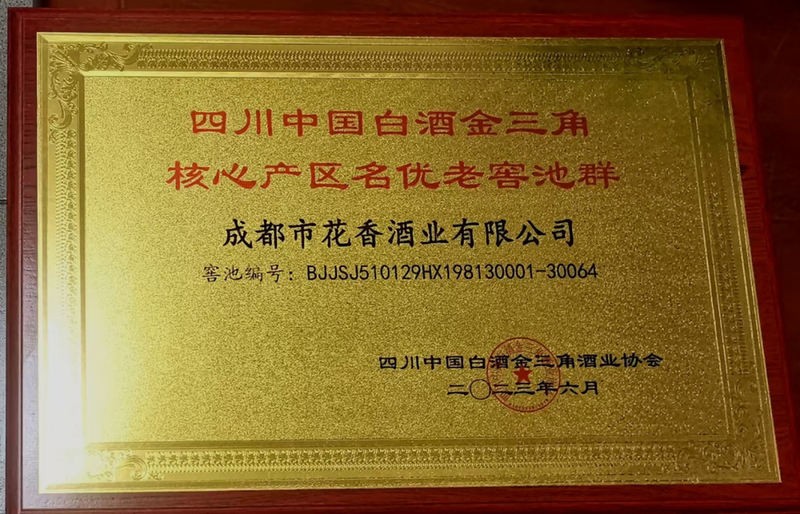 四川中国白酒金三角
核心产区名优老窖池群
成都市花香酒业有限公司
窖池编号：BJJSJ510129HX198130001-30064
四川中国白酒金三角酒业协会
二〇二三年六月